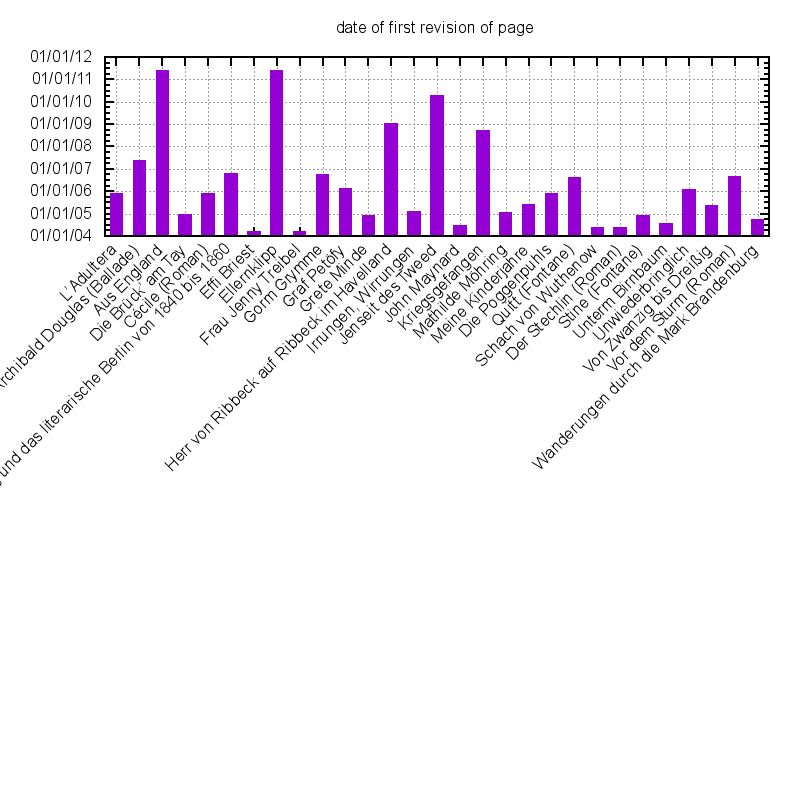 date of first revision of page
01/01/12
01/01/11
01/01/10
01/01/09
01/01/08
01/01/07
01/01/06
01/01/05
01/01/04
L'Adultera
Archibald Douglas (Ballade)
Aus England
Die Brück' am Tay
Cécile (Roman)
und das literarische Berlin von 1840 bis 1860
Effi Briest
Ellernklipp
Frau Jenny Treibel
Gorm Grymme
Graf Petöfy
Grete Minde
Herr von Ribbeck auf Ribbeck im Havelland
Irrungen, Wirrungen
Jenseit des Tweed
John Maynard
Kriegsgefangen
Mathilde Möhring
Meine Kinderjahre
Die Poggenpuhls
Quitt (Fontane)
Schach von Wuthenow
Der Stechlin (Roman)
Stine (Fontane)
Unterm Birnbaum
Unwiederbringlich
Von Zwanzig bis Dreißig
Vor dem Sturm (Roman)
Wanderungen durch die Mark Brandenburg